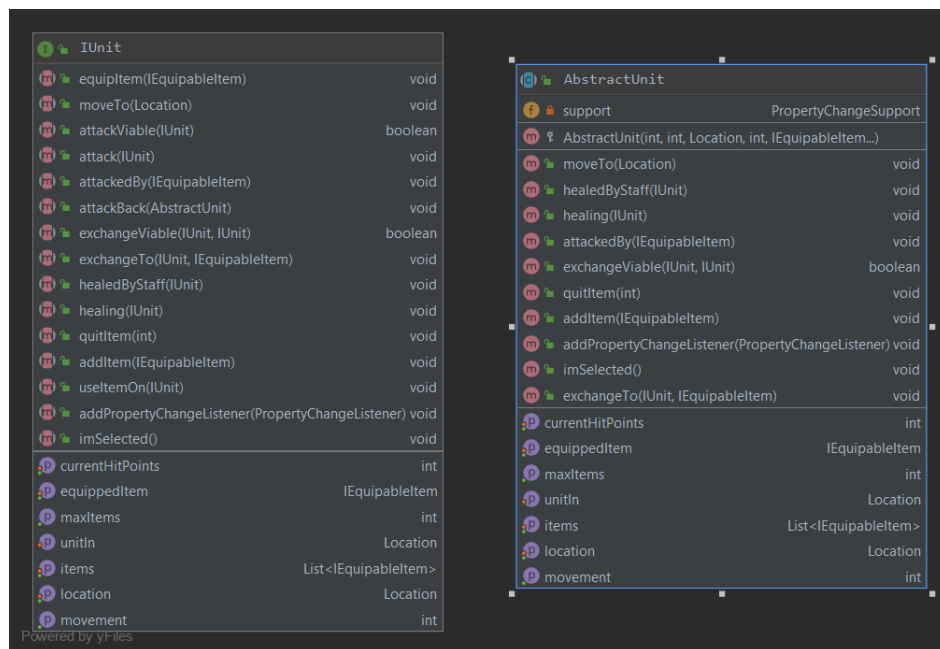 IUnit
equipItem(IEquipableItem) void
moveTo(Location) void
attackViable(IUnit) boolean
attack(IUnit) void
attackedBy(IEquipableItem) void
attackBack(AbstractUnit) void
exchangeViable(IUnit, IUnit) boolean
exchangeTo(IUnit, IEquipableItem) void
healedByStaff(IUnit) void
healing(IUnit) void
quitItem(int) void
addItem(IEquipableItem) void
useItemOn(IUnit) void
addPropertyChangeListener(PropertyChangeListener) void
imSelected() void
currentHitPoints int
equippedItem IEquipableItem
maxItems int
unitIn Location
items List<IEquipableItem>
location Location
movement int
Powered by yFiles
AbstractUnit
support PropertyChangeSupport
AbstractUnit(int, int, Location, int, IEquipableItem...)
moveTo(Location) void
healedByStaff(IUnit) void
healing(IUnit) void
attackedBy(IEquipableItem) void
exchangeViable(IUnit, IUnit) boolean
quitItem(int) void
addItem(IEquipableItem) void
addPropertyChangeListener(PropertyChangeListener) void
imSelected() void
exchangeTo(IUnit, IEquipableItem) void
currentHitPoints int
equippedItem IEquipableItem
maxItems int
unitIn Location
items List<IEquipableItem>
location Location
movement int